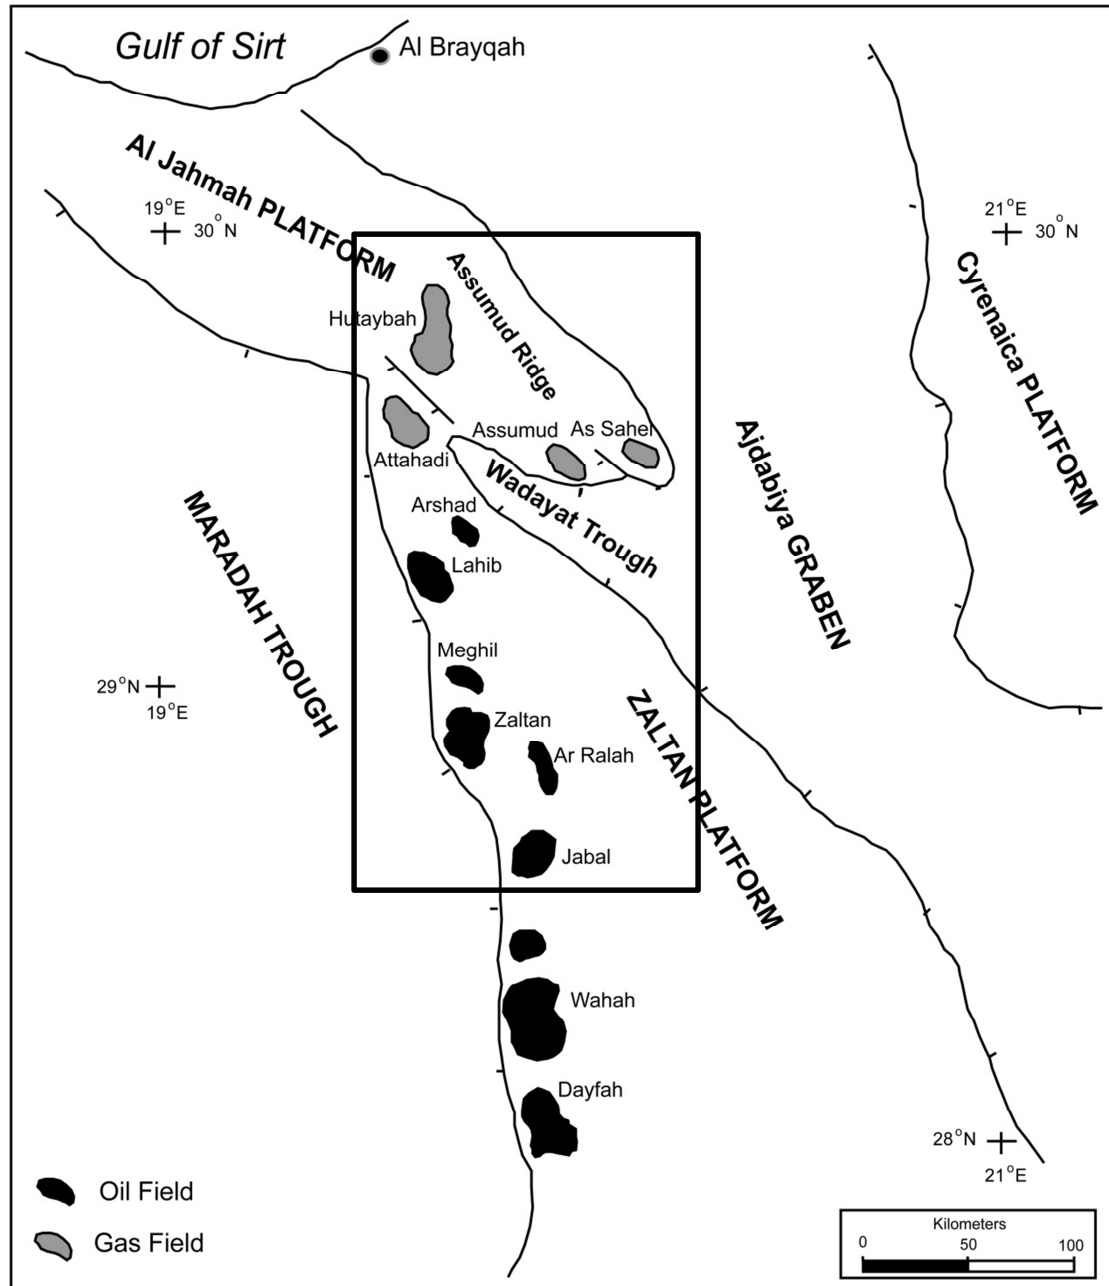 Gulf of Sirt
Al Brayqah
Al Jahmah PLATFORM
19°E
30°N
21°E
30°N
Assumud Ridge
Cyrenaica PLATFORM
Hutaybah
Assumud
As Sahel
Attahadi
Wadayat Trough
Ajdabiya GRABEN
Arshad
MARADAH TROUGH
Lahib
Meghil
29°N
19°E
Zaltan
ZALTAN PLATFORM
Ar Ralah
Jabal
Wahah
Dayfah
28°N
21°E
Oil Field
Gas Field
Kilometers
0 50 100